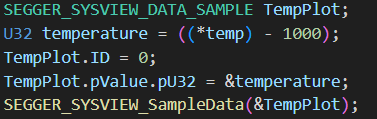 SEGGER_SYSVIEW_DATA_SAMPLE TempPlot;
U32 temperature = ((*temp) - 1000);
TempPlot.ID = 0;
TempPlot.pValue.pU32 = &temperature;
SEGGER_SYSVIEW_SampleData(&TempPlot);